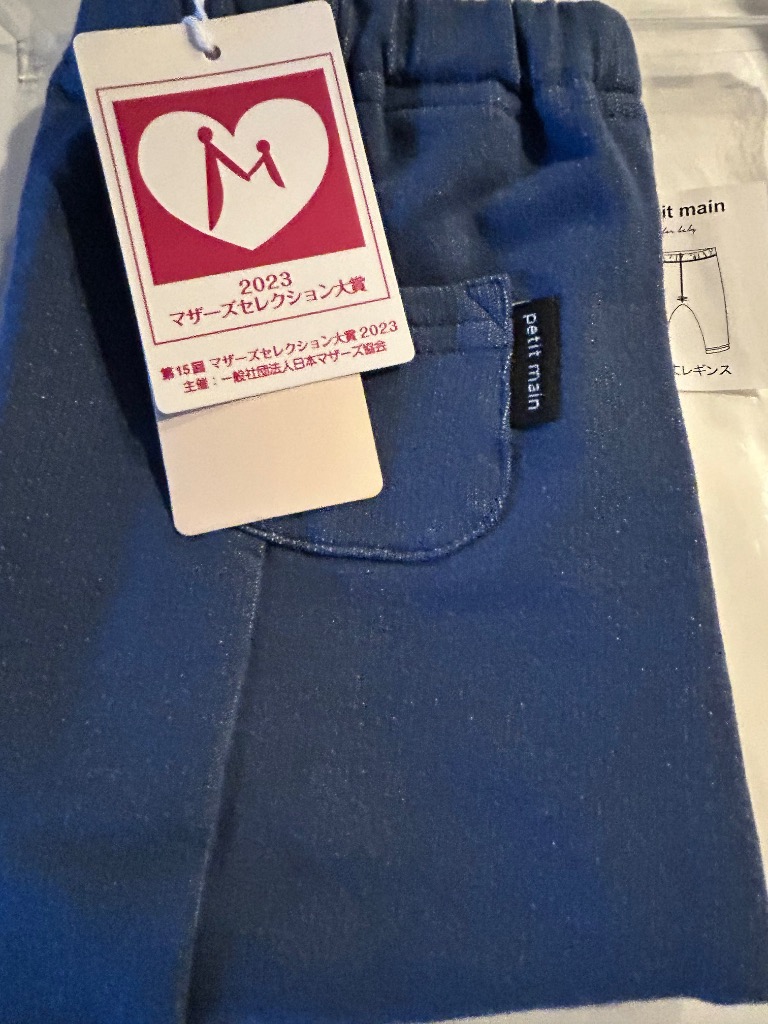 2023
マザーズセレクション大賞
第15回 マザーズセレクション大賞 2023
主催：一般社団法人日本マザーズ協会
petit main
it main
レギンス